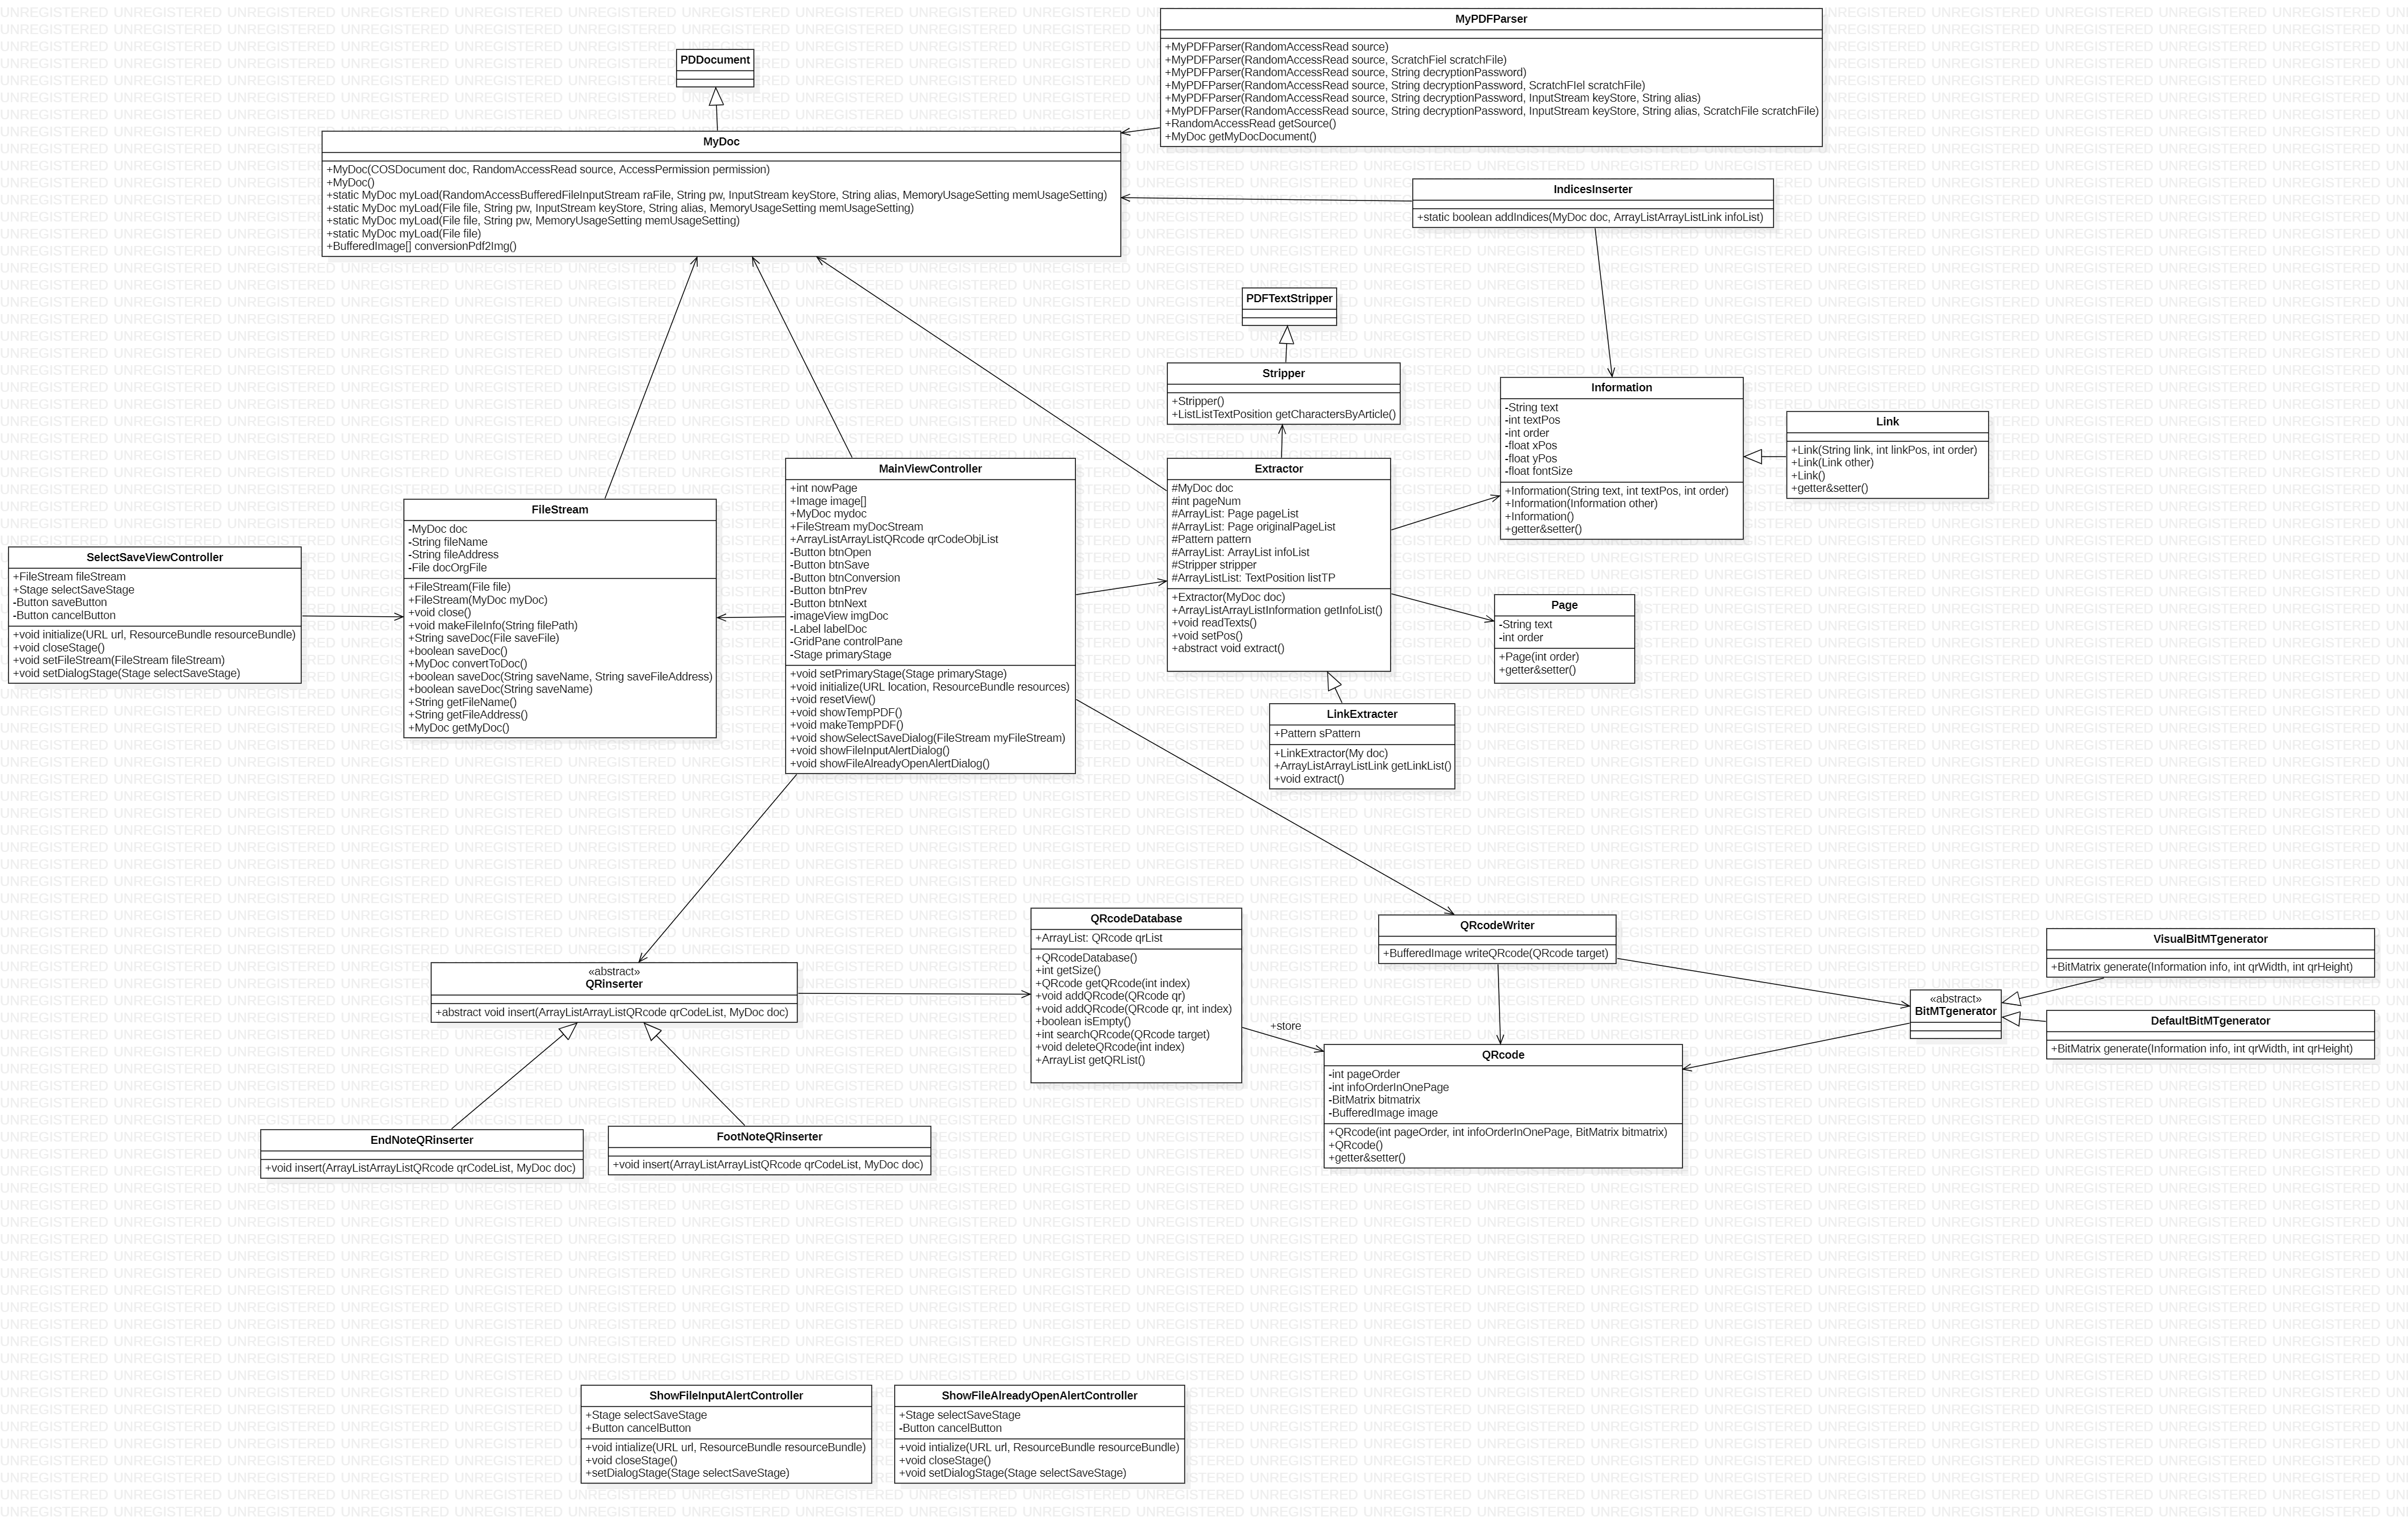 MyPDFParser
+MyPDFParser(RandomAccessRead source)
+MyPDFParser(RandomAccessRead source, ScratchFiel scratchFile)
+MyPDFParser(RandomAccessRead source, String decryptionPassword)
+MyPDFParser(RandomAccessRead source, String decryptionPassword, ScratchFIel scratchFile)
+MyPDFParser(RandomAccessRead source, String decryptionPassword, InputStream keyStore, String alias)
+MyPDFParser(RandomAccessRead source, String decryptionPassword, InputStream keyStore, String alias, ScratchFile scratchFile)
+RandomAccessRead getSource()
+MyDoc getMyDocDocument()
PDDocument
MyDoc
+MyDoc(COSDocument doc, RandomAccessRead source, AccessPermission permission)
+MyDoc()
+static MyDoc myLoad(RandomAccessBufferedFileInputStream raFile, String pw, InputStream keyStore, String alias, MemoryUsageSetting memUsageSetting)
+static MyDoc myLoad(File file, String pw, InputStream keyStore, String alias, MemoryUsageSetting memUsageSetting)
+static MyDoc myLoad(File file, String pw, MemoryUsageSetting memUsageSetting)
+static MyDoc myLoad(File file)
+BufferedImage[] conversionPdf2Img()
IndicesInserter
+static boolean addIndices(MyDoc doc, ArrayListArrayListLink infoList)
PDFTextStripper
Stripper
+Stripper()
+ListListTextPosition getCharactersByArticle()
Information
-String text
-int textPos
-int order
-float xPos
-float yPos
-float fontSize
+Information(String text, int textPos, int order)
+Information(Information other)
+Information()
+getter&setter()
Link
+Link(String link, int linkPos, int order)
+Link(Link other)
+Link()
+getter&setter()
MainViewController
+int nowPage
+Image image[]
+MyDoc mydoc
+FileStream myDocStream
+ArrayListArrayListQRcode qrCodeObjList
-Button btnOpen
-Button btnSave
-Button btnConversion
-Button btnPrev
-Button btnNext
-imageView imgDoc
-Label labelDoc
-GridPane controlPane
-Stage primaryStage
+void setPrimaryStage(Stage primaryStage)
+void initialize(URL location, ResourceBundle resources)
+void resetView()
+void showTempPDF()
+void makeTempPDF()
+void showSelectSaveDialog(FileStream myFileStream)
+void showFileInputAlertDialog()
+void showFileAlreadyOpenAlertDialog()
Extractor
#MyDoc doc
#int pageNum
#ArrayList: Page pageList
#ArrayList: Page originalPageList
#Pattern pattern
#ArrayList: ArrayList infoList
#Stripper stripper
#ArrayListList: TextPosition listTP
+Extractor(MyDoc doc)
+ArrayListArrayListInformation getInfoList()
+void readTexts()
+void setPos()
+abstract void extract()
FileStream
-MyDoc doc
-String fileName
-String fileAddress
-File docOrgFile
+FileStream(File file)
+FileStream(MyDoc myDoc)
+void close()
+void makeFileInfo(String filePath)
+String saveDoc(File saveFile)
+boolean saveDoc()
+MyDoc convertToDoc()
+boolean saveDoc(String saveName, String saveFileAddress)
+boolean saveDoc(String saveName)
+String getFileName()
+String getFileAddress()
+MyDoc getMyDoc()
SelectSaveViewController
+FileStream fileStream
+Stage selectSaveStage
-Button saveButton
-Button cancelButton
+void initialize(URL url, ResourceBundle resourceBundle)
+void closeStage()
+void setFileStream(FileStream fileStream)
+void setDialogStage(Stage selectSaveStage)
Page
-String text
-int order
+Page(int order)
+getter&setter()
LinkExtracter
+Pattern sPattern
+LinkExtractor(My doc)
+ArrayListArrayListLink getLinkList()
+void extract()
QRcodeDatabase
+ArrayList: QRcode qrList
+QRcodeDatabase()
+int getSize()
+QRcode getQRcode(int index)
+void addQRcode(QRcode qr)
+void addQRcode(QRcode qr, int index)
+boolean isEmpty()
+int searchQRcode(QRcode target)
+void deleteQRcode(int index)
+ArrayList getQRList()
+store
QRcodeWriter
+BufferedImage writeQRcode(QRcode target)
VisualBitMTgenerator
+BitMatrix generate(Information info, int qrWidth, int qrHeight)
«abstract»
BitMTgenerator
DefaultBitMTgenerator
+BitMatrix generate(Information info, int qrWidth, int qrHeight)
«abstract»
QRinserter
+abstract void insert(ArrayListArrayListQRcode qrCodeList, MyDoc doc)
QRcode
-int pageOrder
-int infoOrderInOnePage
-BitMatrix bitmatrix
-BufferedImage image
+QRcode(int pageOrder, int infoOrderInOnePage, BitMatrix bitmatrix)
+QRcode()
+getter&setter()
EndNoteQRinserter
+void insert(ArrayListArrayListQRcode qrCodeList, MyDoc doc)
FootNoteQRinserter
+void insert(ArrayListArrayListQRcode qrCodeList, MyDoc doc)
ShowFileInputAlertController
+Stage selectSaveStage
+Button cancelButton
+void intialize(URL url, ResourceBundle resourceBundle)
+void closeStage()
+setDialogStage(Stage selectSaveStage)
ShowFileAlreadyOpenAlertController
+Stage selectSaveStage
-Button cancelButton
+void intialize(URL url, ResourceBundle resourceBundle)
+void closeStage()
+void setDialogStage(Stage selectSaveStage)
UNREGISTERED